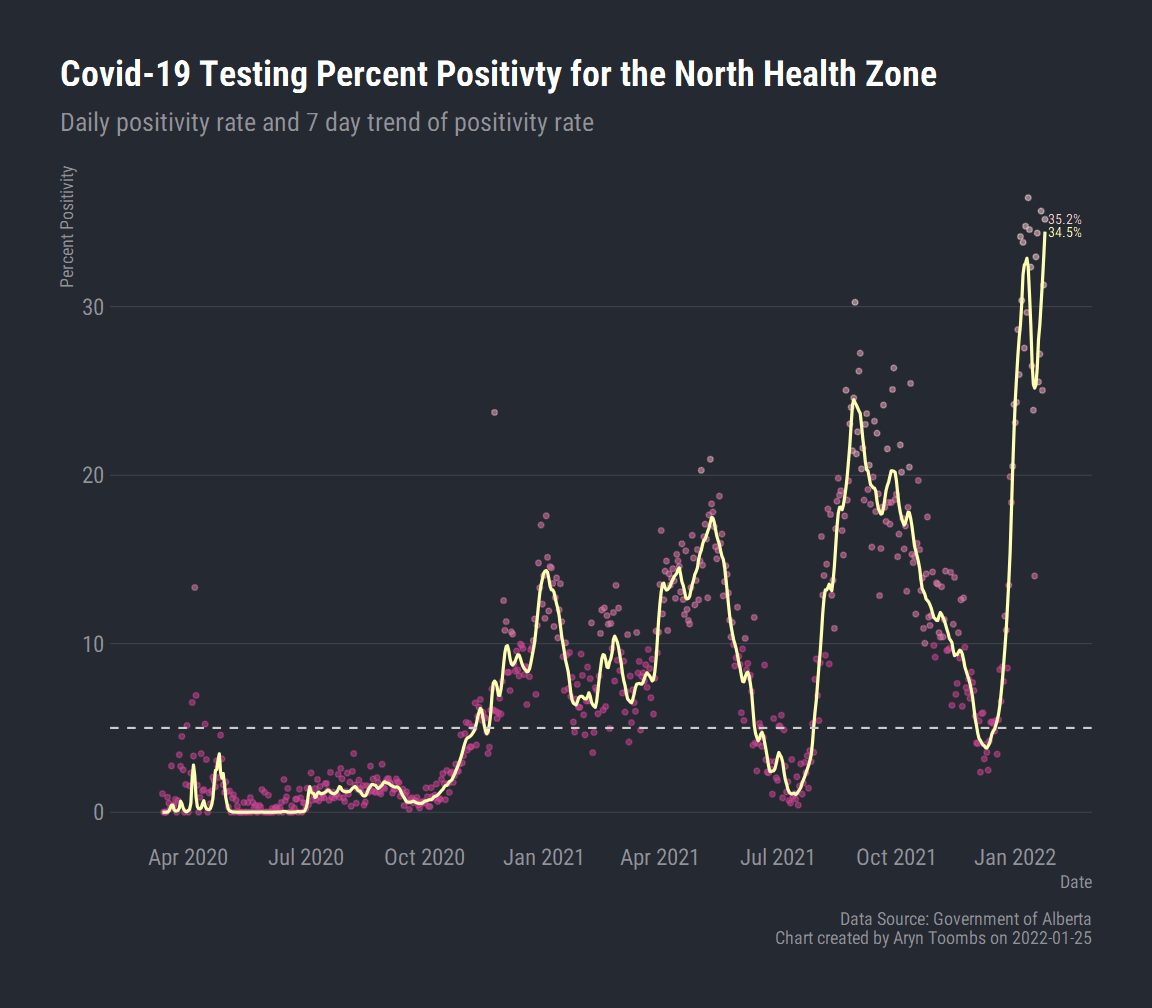 Covid-19 Testing Percent Positivty for the North Health Zone
Daily positivity rate and 7 day trend of positivity rate
Percent Positivity
35.2%
34.5%
30
20
10
0
Apr 2020 Jul 2020 Oct 2020 Jan 2021 Apr 2021 Jul 2021 Oct 2021 Jan 2022
Date
Data Source: Government of Alberta
Chart created by Aryn Toombs on 2022-01-25